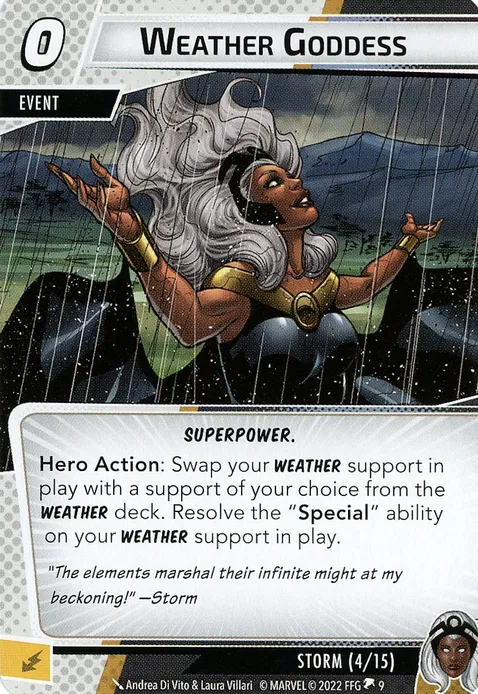 0
WEATHER GODDESS
EVENT
SUPERPOWER.
Hero Action: Swap your WEATHER support in
play with a support of your choice from the
WEATHER deck. Resolve the “Special” ability
on your WEATHER support in play.
"The elements marshal their infinite might at my
beckoning!" —Storm
STORM (4/15)
Andrea Di Vito & Laura Villari © MARVEL © 2022 FFG 9